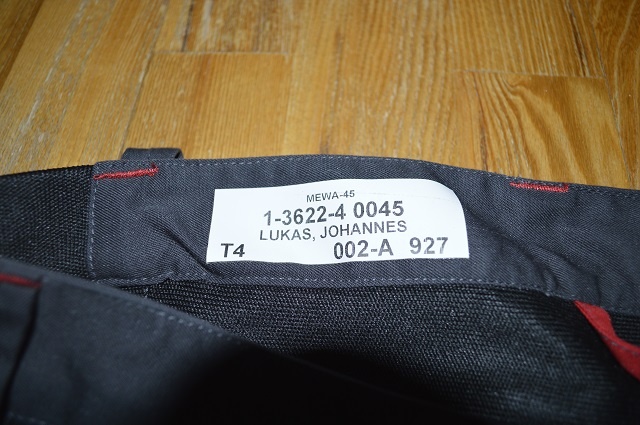 MEWA-45
1-3622-4 0045
LUKAS, JOHANNES
T4 002-A 927